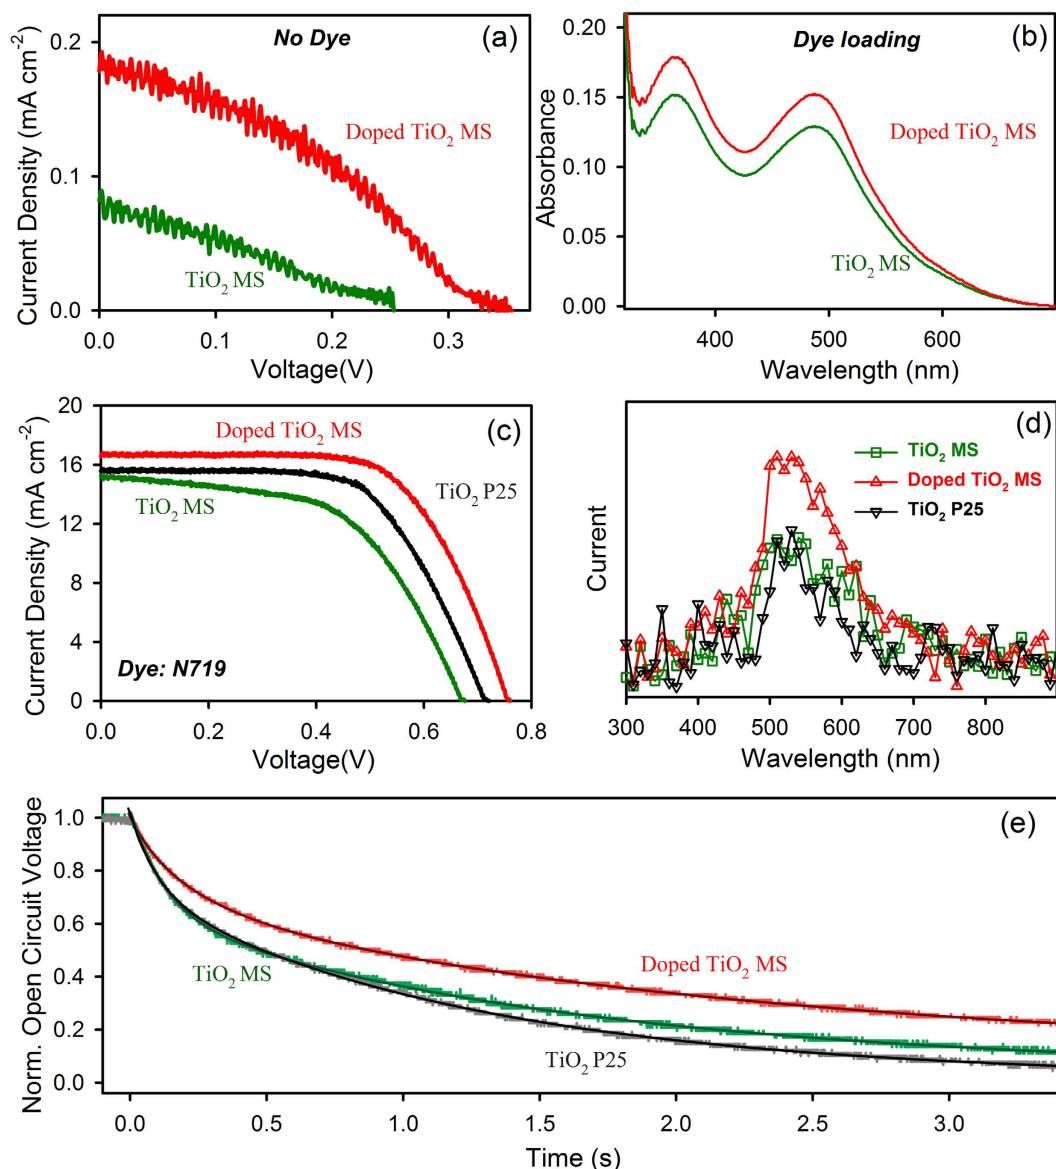 No Dye
(a)
Current Density (mA cm⁻²)
0.2
0.1
0.0
Doped TiO₂ MS
TiO₂ MS
0.0 0.1 0.2 0.3
Voltage(V)
Dye loading
(b)
Absorbance
0.20
0.15
0.10
0.05
0.00
Doped TiO₂ MS
TiO₂ MS
400 500 600
Wavelength (nm)
(c)
Current Density (mA cm⁻²)
20
16
12
8
4
0
Doped TiO₂ MS
TiO₂ P25
TiO₂ MS
Dye: N719
0.0 0.2 0.4 0.6 0.8
Voltage(V)
(d)
Current
TiO₂ MS
Doped TiO₂ MS
TiO₂ P25
300 400 500 600 700 800
Wavelength (nm)
(e)
Norm. Open Circuit Voltage
1.0
0.8
0.6
0.4
0.2
0.0
TiO₂ MS
Doped TiO₂ MS
TiO₂ P25
0.0 0.5 1.0 1.5 2.0 2.5 3.0
Time (s)